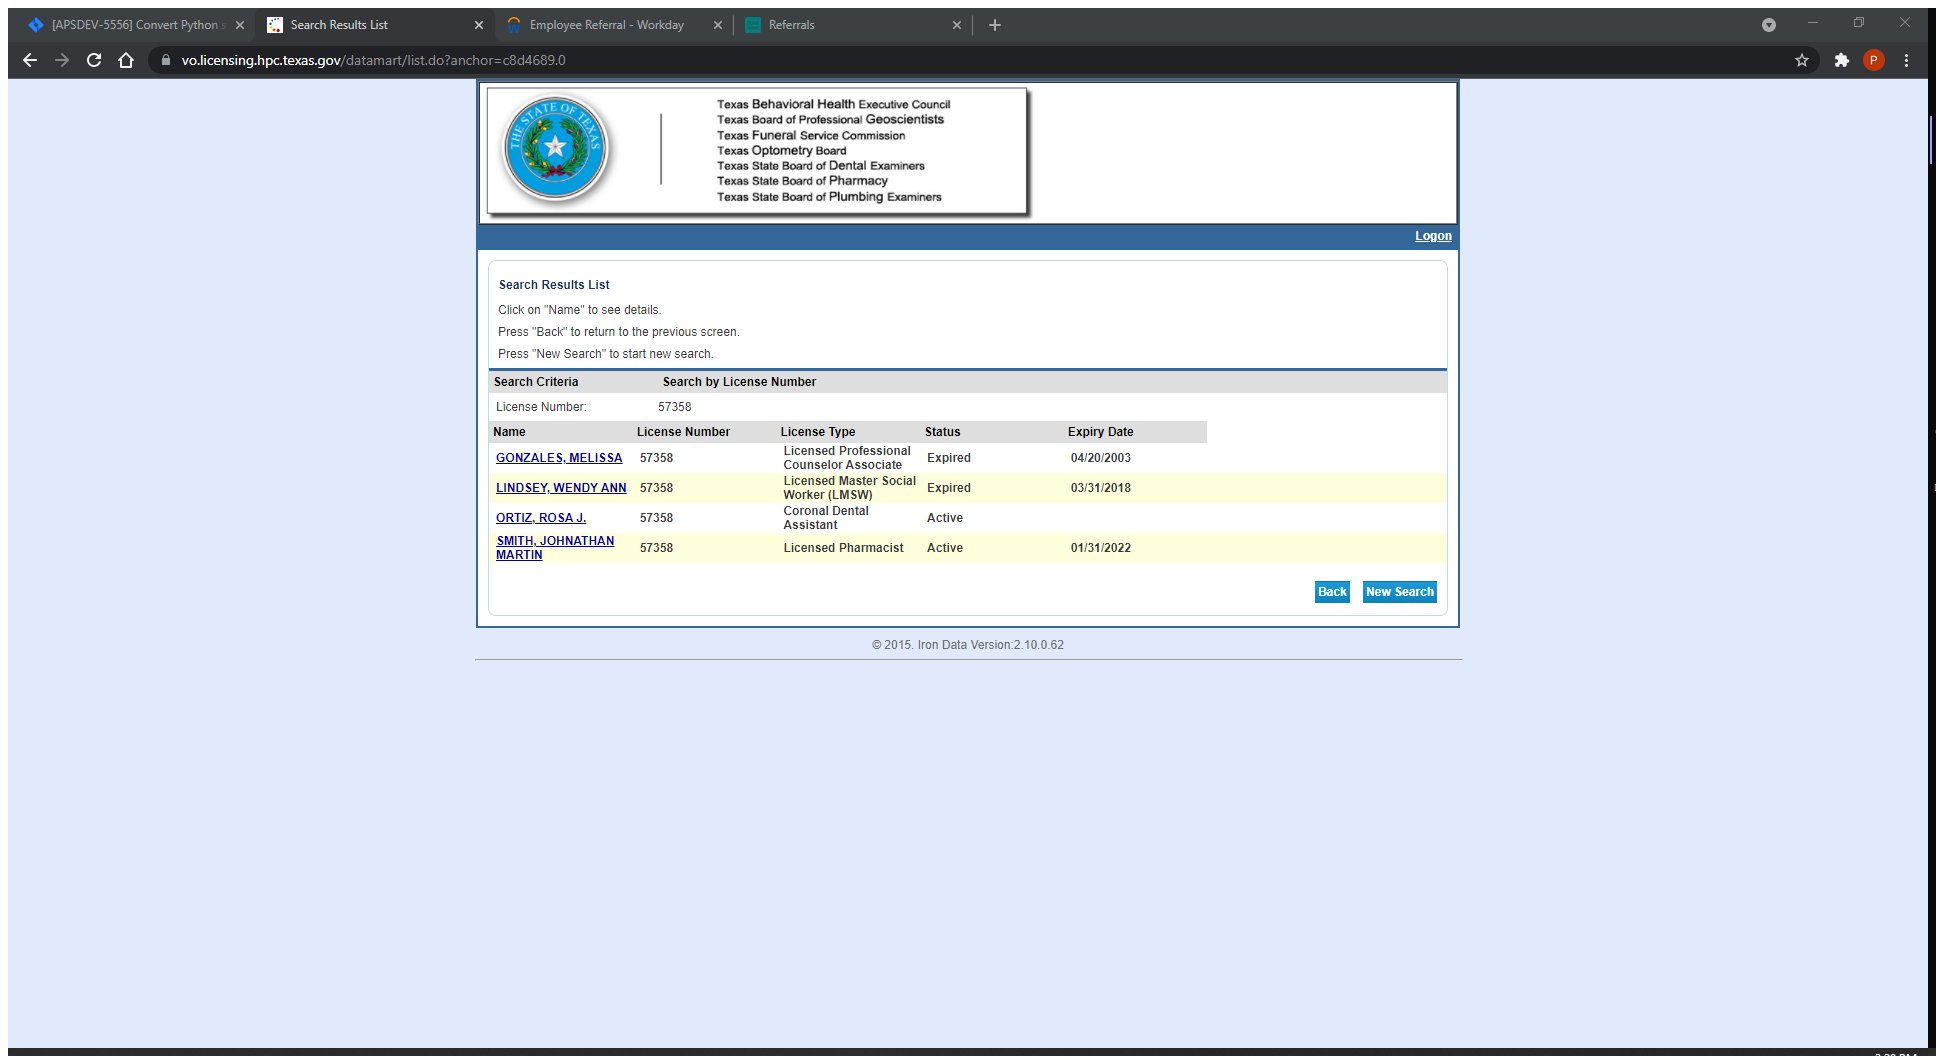 [APSDEV-5556] Convert Python s
Search Results List
Employee Referral - Workday
Referrals
vo.licensing.hpc.texas.gov/datamart/list.do?anchor=c8d4689.0
P
THE STATE OF TEXAS
Texas Behavioral Health Executive Council
Texas Board of Professional Geoscientists
Texas Funeral Service Commission
Texas Optometry Board
Texas State Board of Dental Examiners
Texas State Board of Pharmacy
Texas State Board of Plumbing Examiners
Logon
Search Results List
Click on "Name" to see details.
Press "Back" to return to the previous screen.
Press "New Search" to start new search.
Search Criteria Search by License Number
License Number: 57358
Name License Number License Type Status Expiry Date
GONZALES, MELISSA 57358 Licensed Professional Counselor Associate Expired 04/20/2003
LINDSEY, WENDY ANN 57358 Licensed Master Social Worker (LMSW) Expired 03/31/2018
ORTIZ, ROSA J. 57358 Coronal Dental Assistant Active
SMITH, JOHNATHAN MARTIN 57358 Licensed Pharmacist Active 01/31/2022
Back New Search
© 2015. Iron Data Version:2.10.0.62